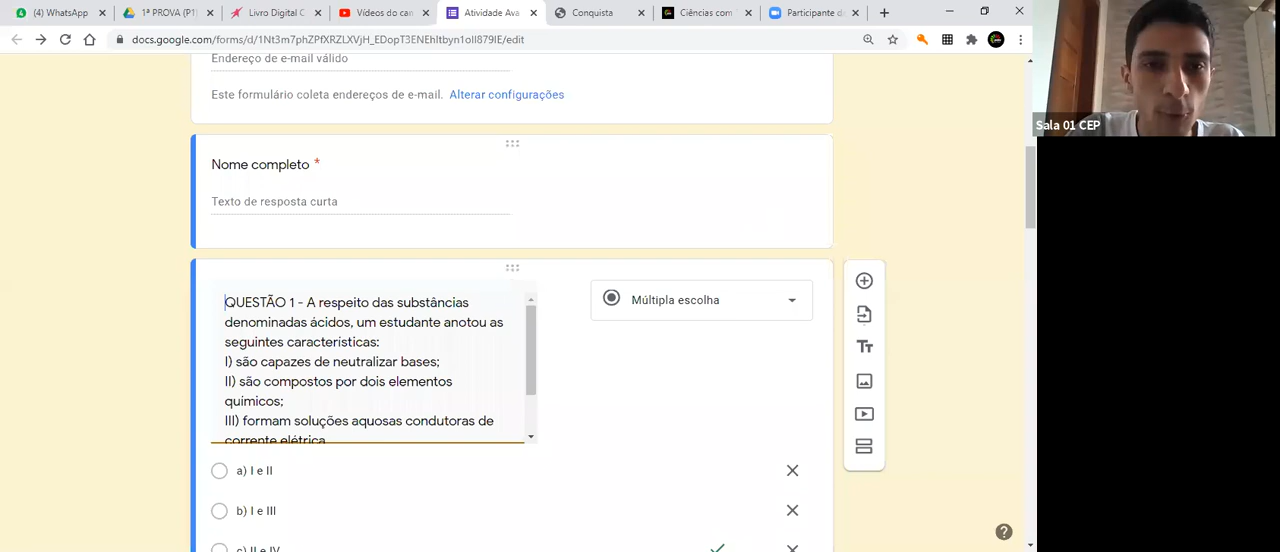 (4) WhatsApp
1ª PROVA (P1)
Livro Digital C
Vídeos do can
Atividade Ava
Conquista
Ciências com
Participante d
docs.google.com/forms/d/1Nt3m7phZPfXRZLXVjH_EDopT3ENEhltbyn1oIl879IE/edit
Endereço de e-mail válido
Este formulário coleta endereços de e-mail. Alterar configurações
Sala 01 CEP
Nome completo *
Texto de resposta curta
QUESTÃO 1 - A respeito das substâncias
denominadas ácidos, um estudante anotou as
seguintes características:
I) são capazes de neutralizar bases;
II) são compostos por dois elementos
químicos;
III) formam soluções aquosas condutoras de
corrente elétrica
Múltipla escolha
a) I e II
b) I e III
c) II e IV